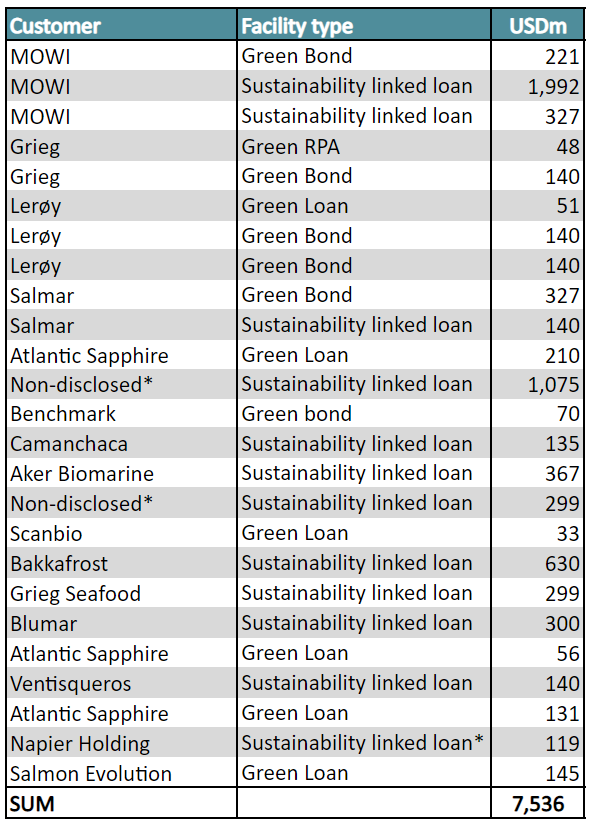 Customer Facility type USDm
MOWI Green Bond 221
MOWI Sustainability linked loan 1,992
MOWI Sustainability linked loan 327
Grieg Green RPA 48
Grieg Green Bond 140
Lerøy Green Loan 51
Lerøy Green Bond 140
Lerøy Green Bond 140
Salmar Green Bond 327
Salmar Sustainability linked loan 140
Atlantic Sapphire Green Loan 210
Non-disclosed* Sustainability linked loan 1,075
Benchmark Green bond 70
Camanchaca Sustainability linked loan 135
Aker Biomarine Sustainability linked loan 367
Non-disclosed* Sustainability linked loan 299
Scanbio Green Loan 33
Bakkafrost Sustainability linked loan 630
Grieg Seafood Sustainability linked loan 299
Blumar Sustainability linked loan 300
Atlantic Sapphire Green Loan 56
Ventisqueros Sustainability linked loan 140
Atlantic Sapphire Green Loan 131
Napier Holding Sustainability linked loan* 119
Salmon Evolution Green Loan 145
SUM 7,536